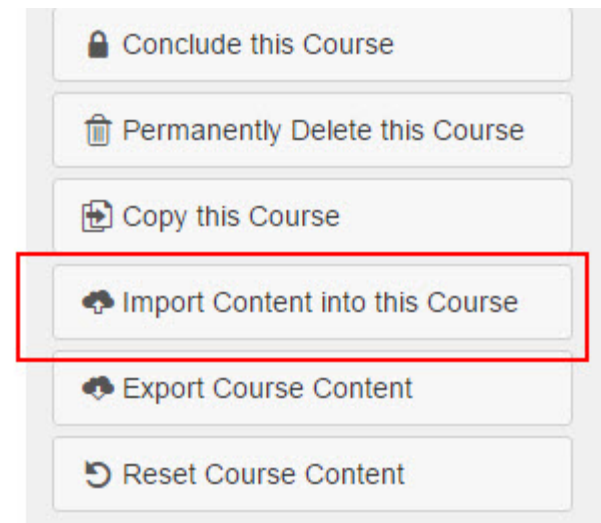 Conclude this Course
Permanently Delete this Course
Copy this Course
Import Content into this Course
Export Course Content
Reset Course Content